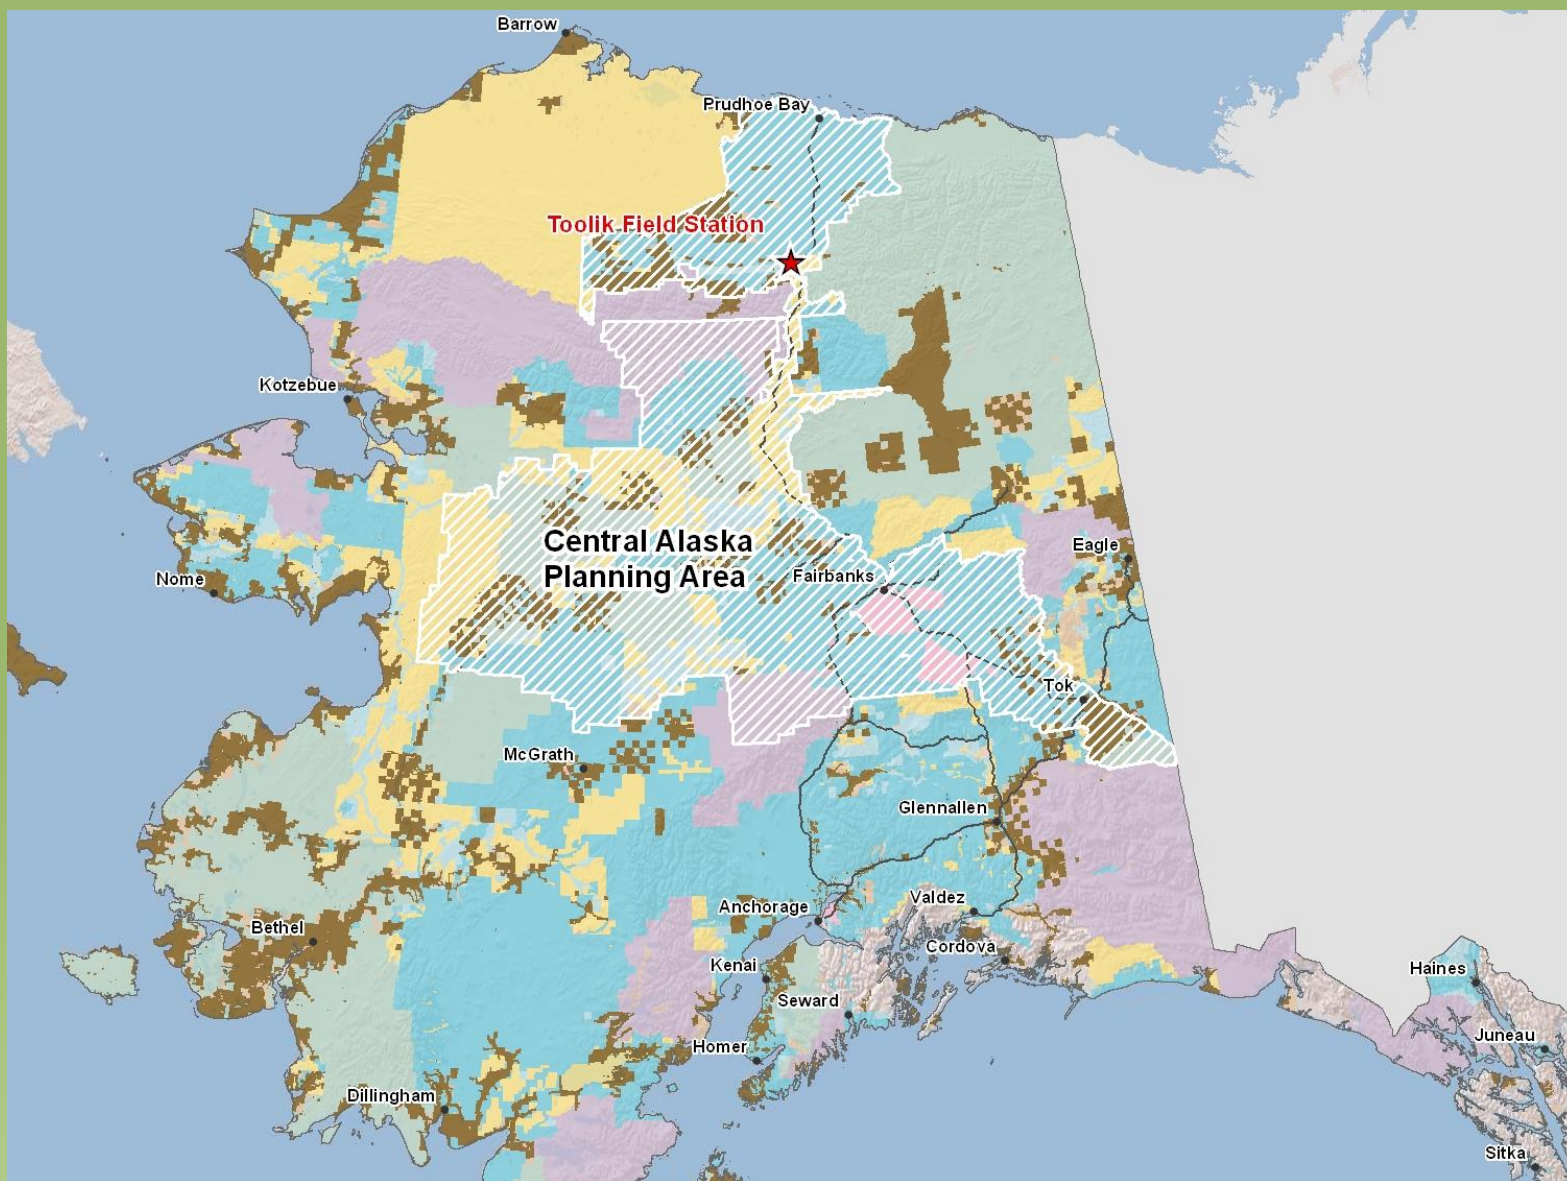 Barrow
Prudhoe Bay
Toolik Field Station
Kotzebue
Central Alaska
Planning Area
Eagle
Nome
Fairbanks
Tok
McGrath
Glennallen
Anchorage
Valdez
Bethel
Cordova
Kenai
Haines
Seward
Juneau
Homer
Dillingham
Sitka